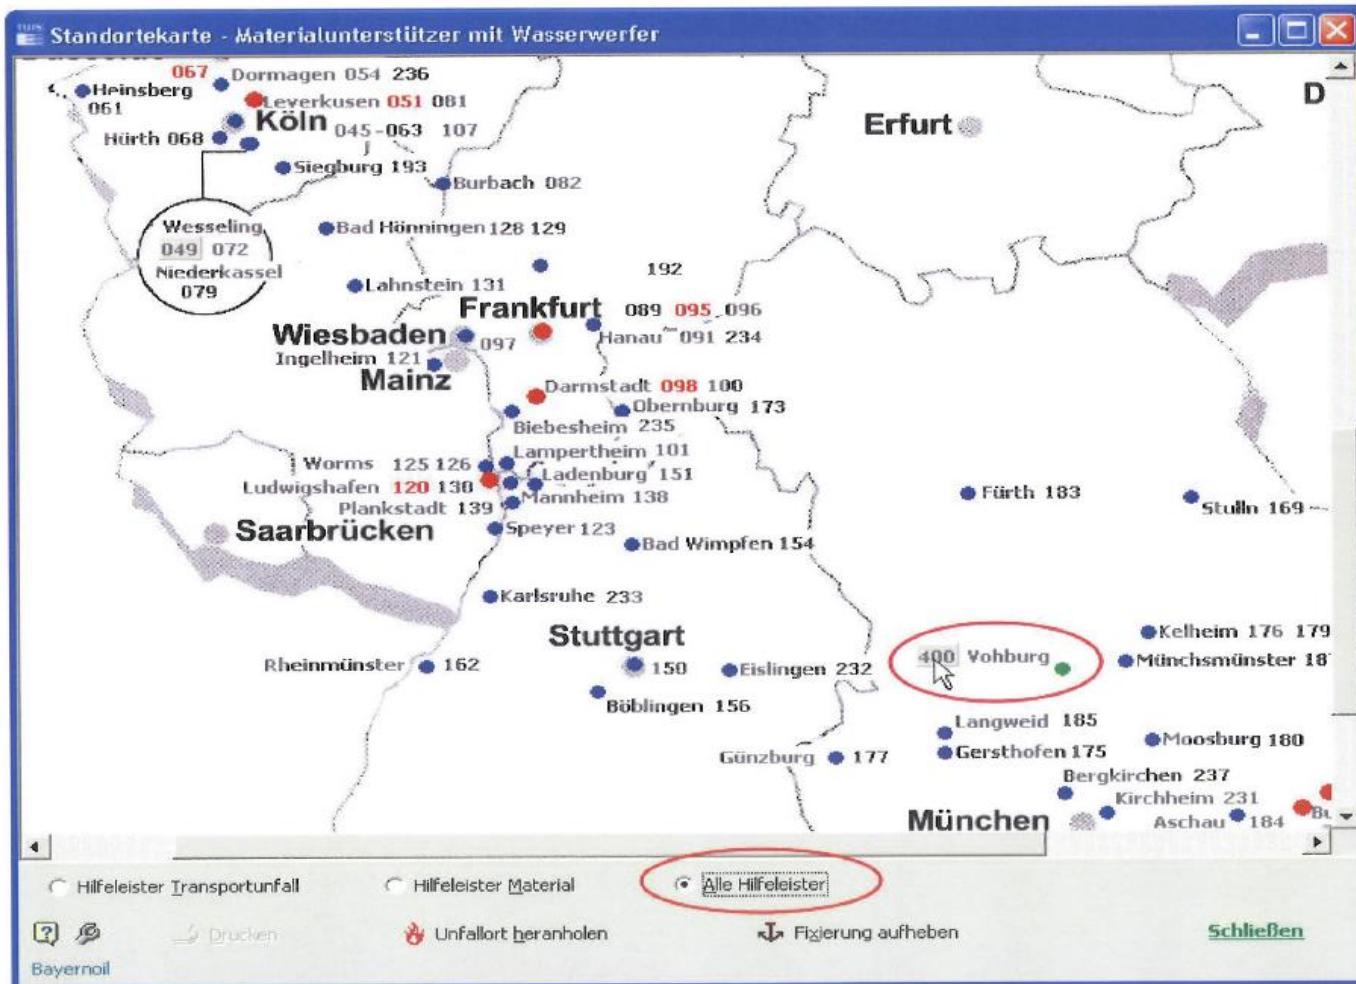 Standortekarte - Materialunterstützer mit Wasserwerfer
067 Dormagen 054 236
Heinsberg
061
Leverkusen 051 081
Köln 045-063 107
Hürth 068
Siegburg 193
Burbach 082
Erfurt
D
Wesseling
049 072
Niederkassel
079
Bad Hönningen 128 129
192
Lahnstein 131
Frankfurt 089 095 096
Wiesbaden 097
Hanau 091 234
Ingelheim 121
Mainz
Darmstadt 098 100
Obernburg 173
Biebesheim 235
Lampertheim 101
Worms 125 126
Ladenburg 151
Ludwigshafen 120 130
Mannheim 138
Plankstadt 139
Fürth 183
Stulln 169
Saarbrücken
Speyer 123
Bad Wimpfen 154
Karlsruhe 233
Stuttgart
150
Kelheim 176 179
Rheinmünster 162
Eislingen 232
400 Vohburg
Münchsmünster 18
Böblingen 156
Langweid 185
Günzburg 177
Gersthofen 175
Moosburg 180
Bergkirchen 237
Kirchheim 231
München
Aschau 184
Hilfeleister Transportunfall
Hilfeleister Material
Alle Hilfeleister
Drucken
Unfallort heranholen
Fixierung aufheben
Schließen
Bayernoil